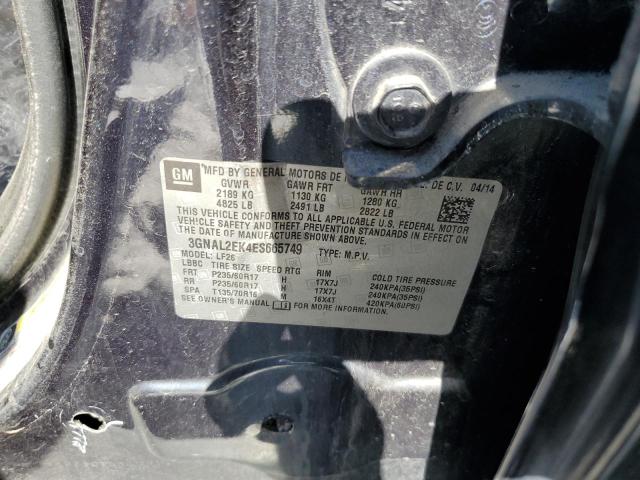 GM
MFD BY GENERAL MOTORS DE DE C.V. 04/14
GVWR GAWR FRT GAWR RR
2189 KG 1130 KG 1280 KG
4825 LB 2491 LB 2822 LB
THIS VEHICLE CONFORMS TO ALL APPLICABLE U.S. FEDERAL MOTOR
VEHICLE SAFETY AND THEFT PREVENTION STANDARDS IN EFFECT ON
THE DATE OF MANUFACTURE SHOWN ABOVE.
3GNAL2EK4ES665749 TYPE: M.P.V.
MODEL: LF26
LBBC TIRE SIZE SPEED RTG RIM COLD TIRE PRESSURE
FRT P235/60R17 H 17X7J 240KPA(35PSI)
RR P235/60R17 H 17X7J 240KPA(35PSI)
SPA T135/70R16 M 16X4T 420KPA(60PSI)
SEE OWNER'S MANUAL FOR MORE INFORMATION.